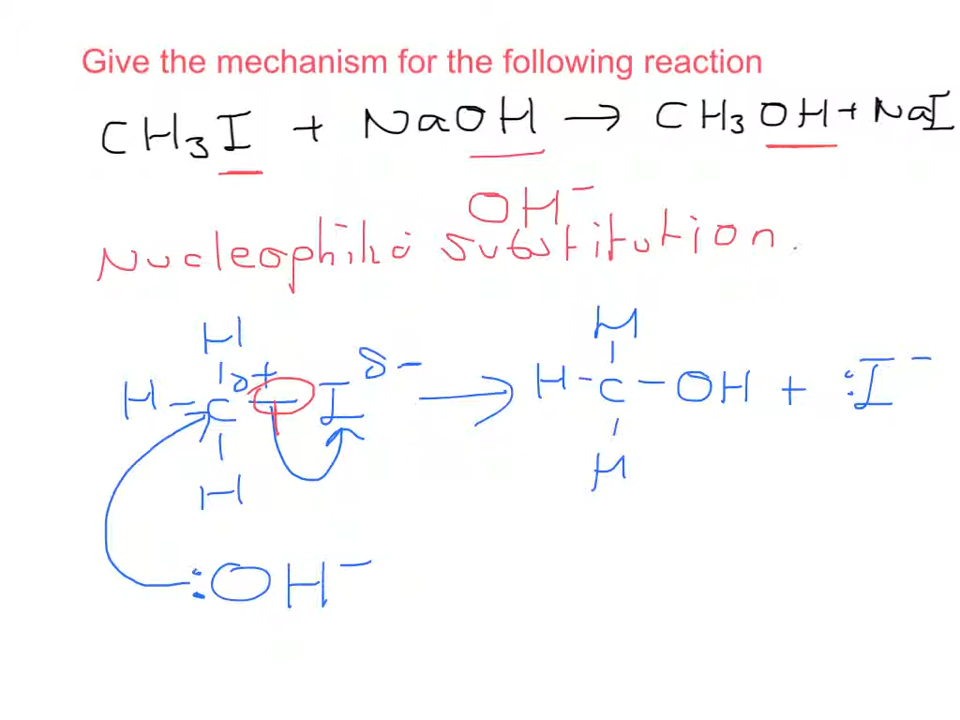 Give the mechanism for the following reaction
CH3I + NaOH → CH3OH + NaI
OH⁻
Nucleophilic substitution.
H H
δ+ δ−
H-C-I → H-C-OH + :I⁻
H H
:OH⁻